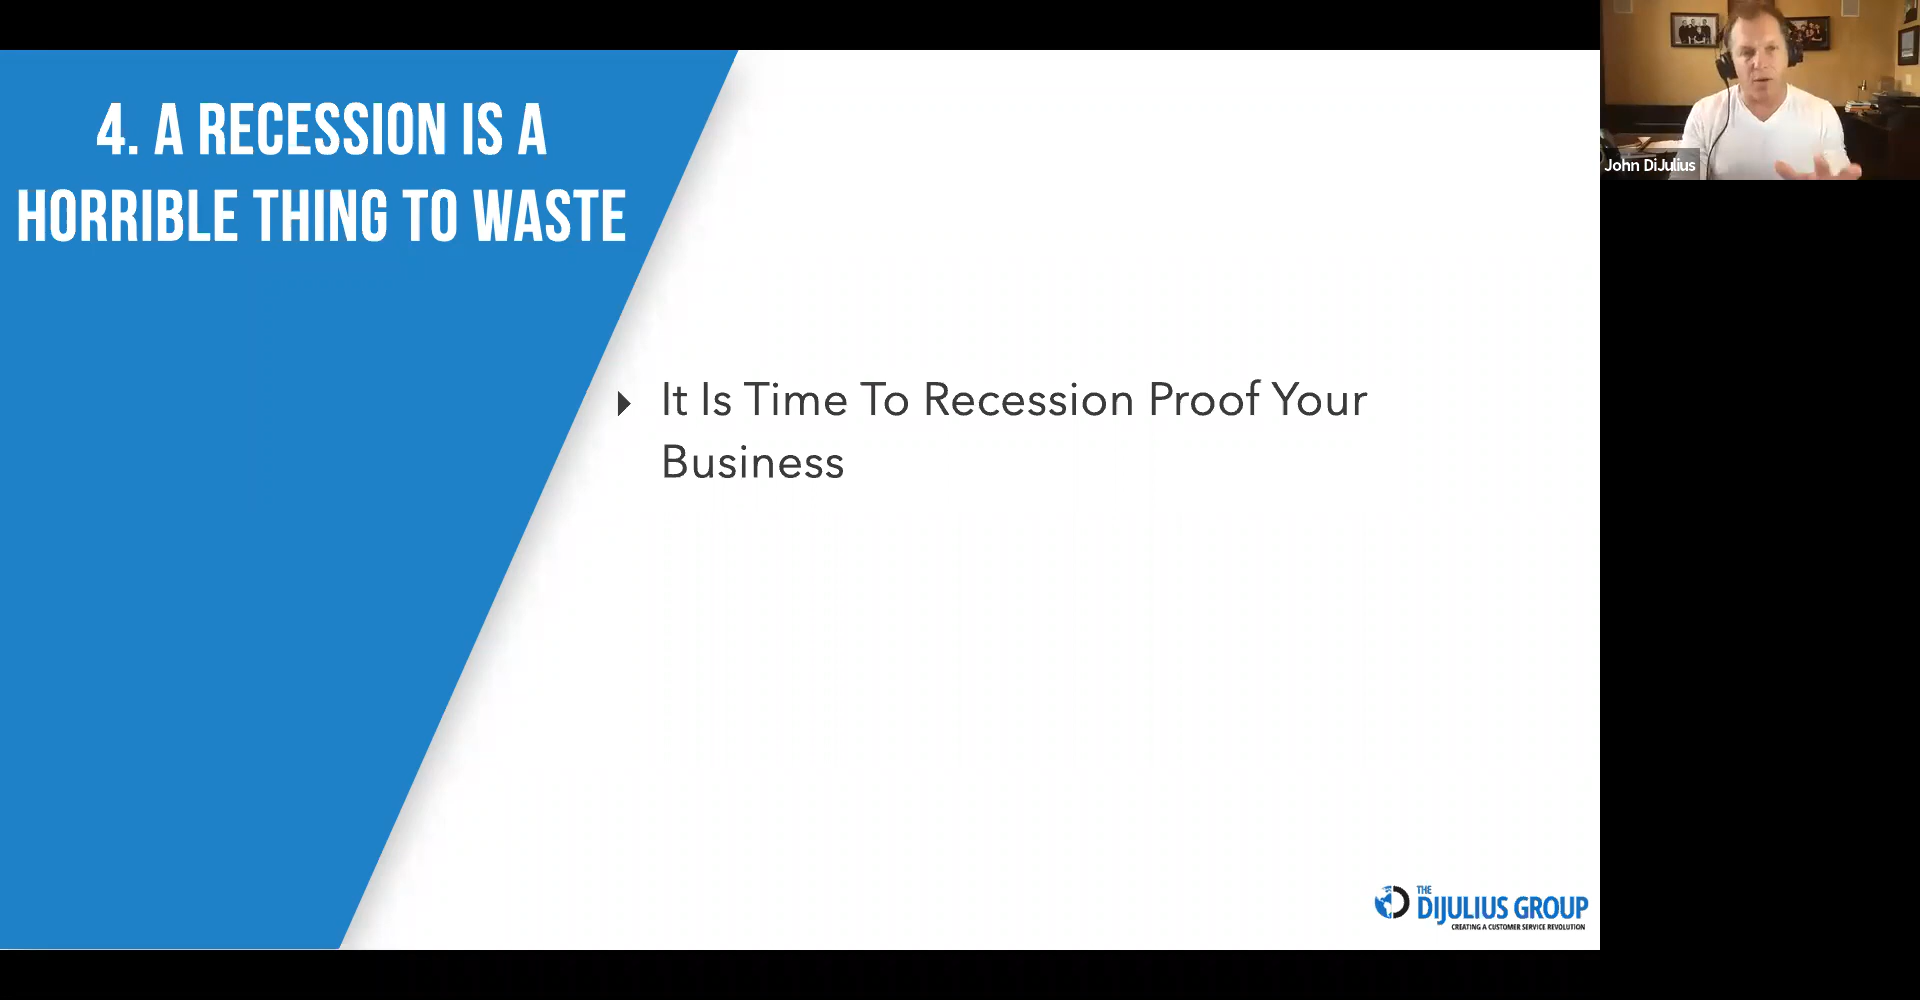 4. A RECESSION IS A
HORRIBLE THING TO WASTE
It Is Time To Recession Proof Your
Business
John DiJulius
THE
DIJULIUS GROUP
CREATING A CUSTOMER SERVICE REVOLUTION